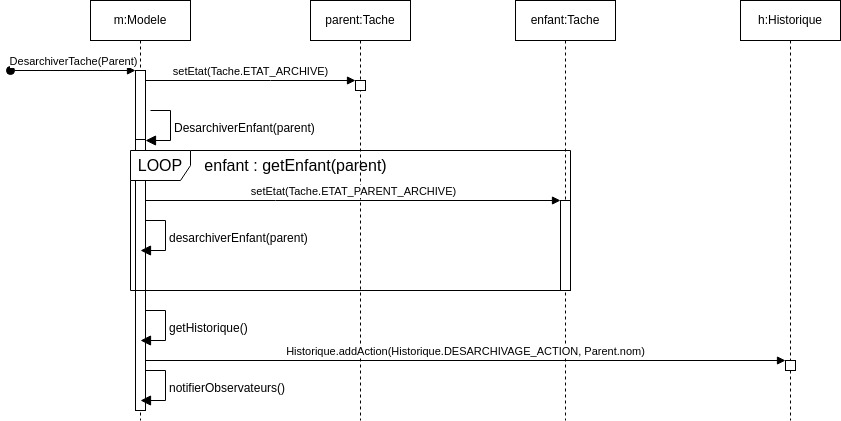 m:Modele
parent:Tache
enfant:Tache
h:Historique
DesarchiverTache(Parent)
setEtat(Tache.ETAT_ARCHIVE)
DesarchiverEnfant(parent)
LOOP enfant : getEnfant(parent)
setEtat(Tache.ETAT_PARENT_ARCHIVE)
desarchiverEnfant(parent)
getHistorique()
Historique.addAction(Historique.DESARCHIVAGE_ACTION, Parent.nom)
notifierObservateurs()